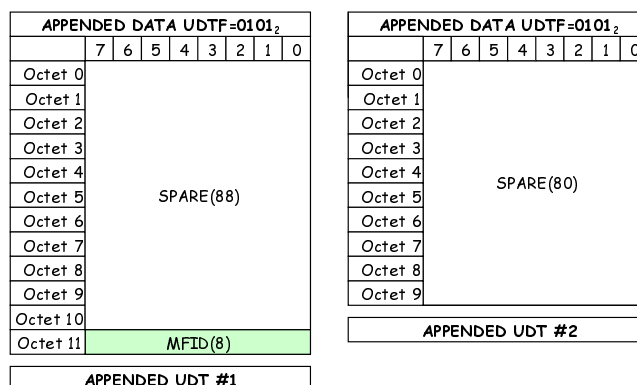 APPENDED DATA UDTF=0101₂
7 6 5 4 3 2 1 0
Octet 0
Octet 1
Octet 2
Octet 3
Octet 4
Octet 5
Octet 6
Octet 7
Octet 8
Octet 9
Octet 10
Octet 11
SPARE(88)
MFID(8)
APPENDED UDT #1
APPENDED DATA UDTF=0101₂
7 6 5 4 3 2 1 0
Octet 0
Octet 1
Octet 2
Octet 3
Octet 4
Octet 5
Octet 6
Octet 7
Octet 8
Octet 9
SPARE(80)
APPENDED UDT #2